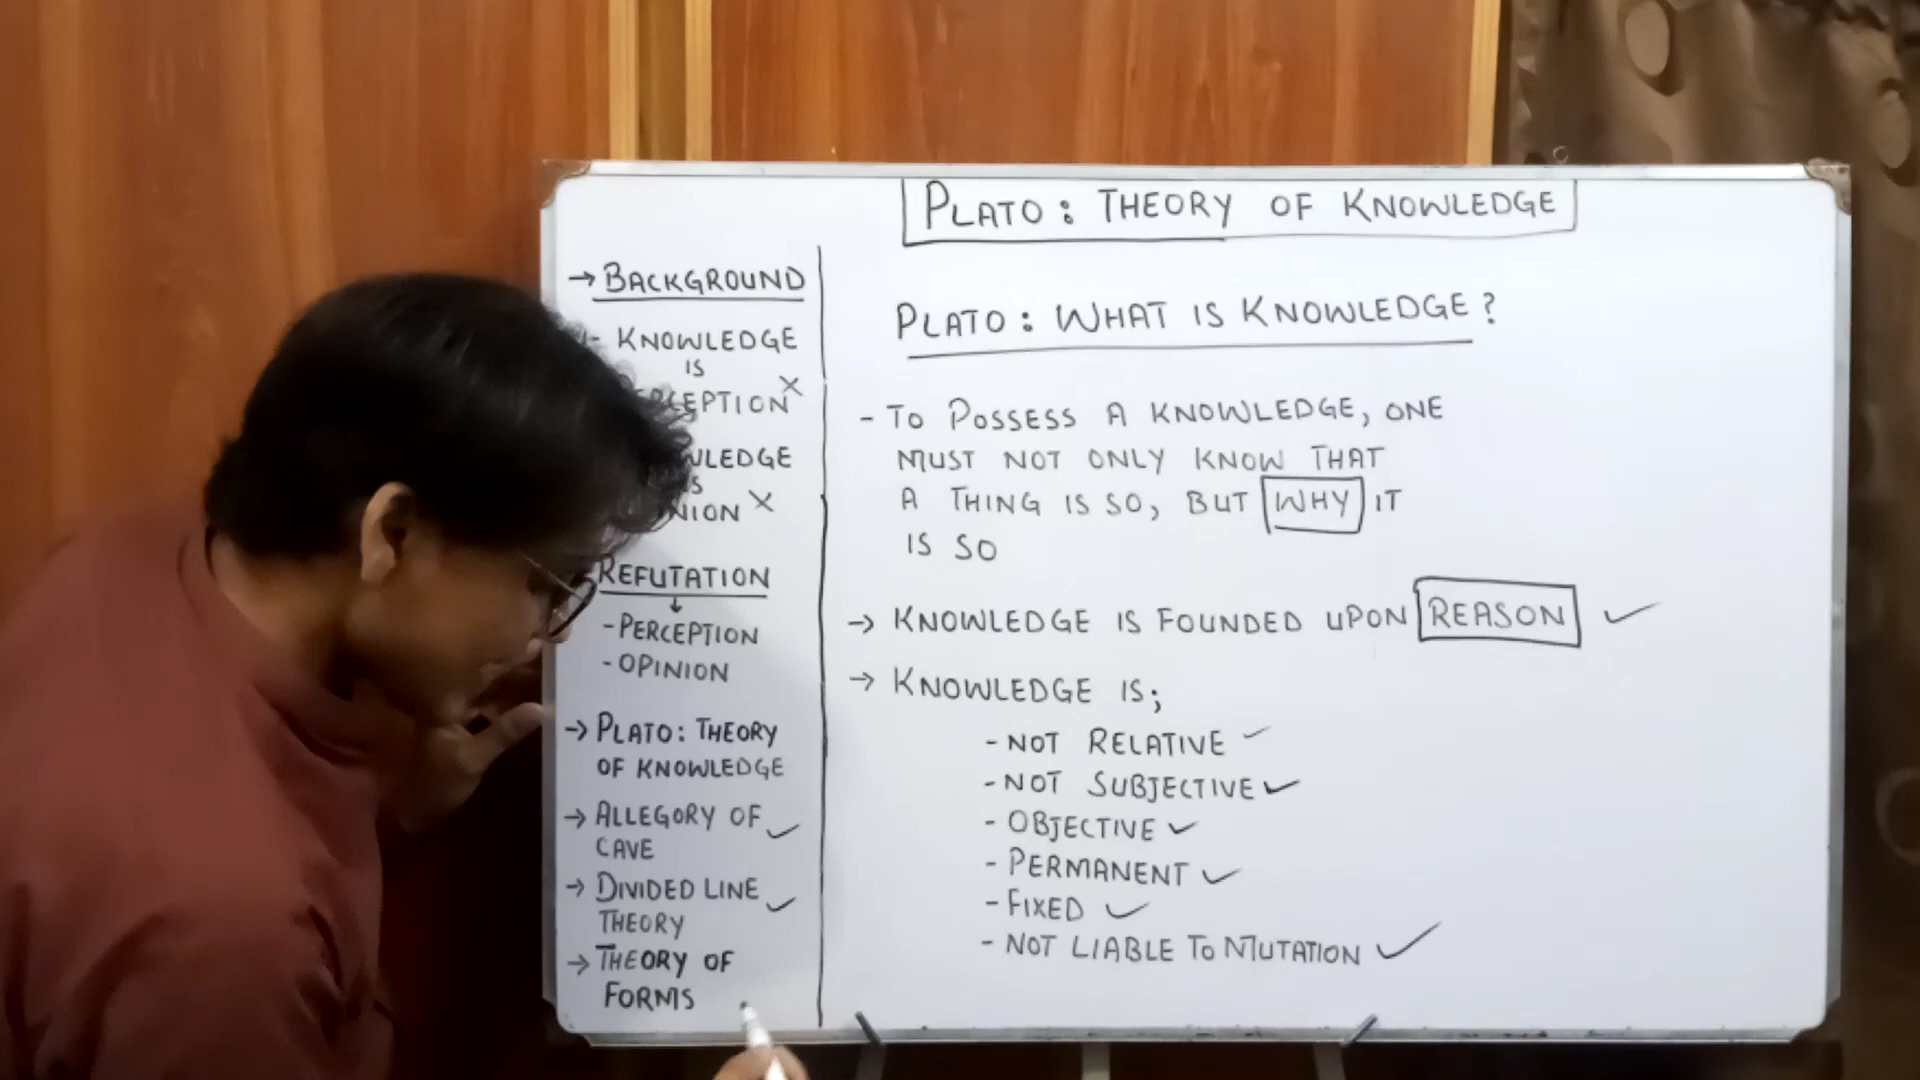 PLATO: THEORY OF KNOWLEDGE
→ BACKGROUND
- KNOWLEDGE
IS
X
X
REFUTATION
↓
- PERCEPTION
- OPINION
→ PLATO: THEORY
OF KNOWLEDGE
→ ALLEGORY OF ✓
CAVE
→ DIVIDED LINE ✓
THEORY
→ THEORY OF
FORMS
PLATO: WHAT IS KNOWLEDGE?
- TO POSSESS A KNOWLEDGE, ONE
MUST NOT ONLY KNOW THAT
A THING IS SO, BUT WHY IT
IS SO
→ KNOWLEDGE IS FOUNDED UPON REASON ✓
→ KNOWLEDGE IS;
- NOT RELATIVE ✓
- NOT SUBJECTIVE ✓
- OBJECTIVE ✓
- PERMANENT ✓
- FIXED ✓
- NOT LIABLE TO MUTATION ✓